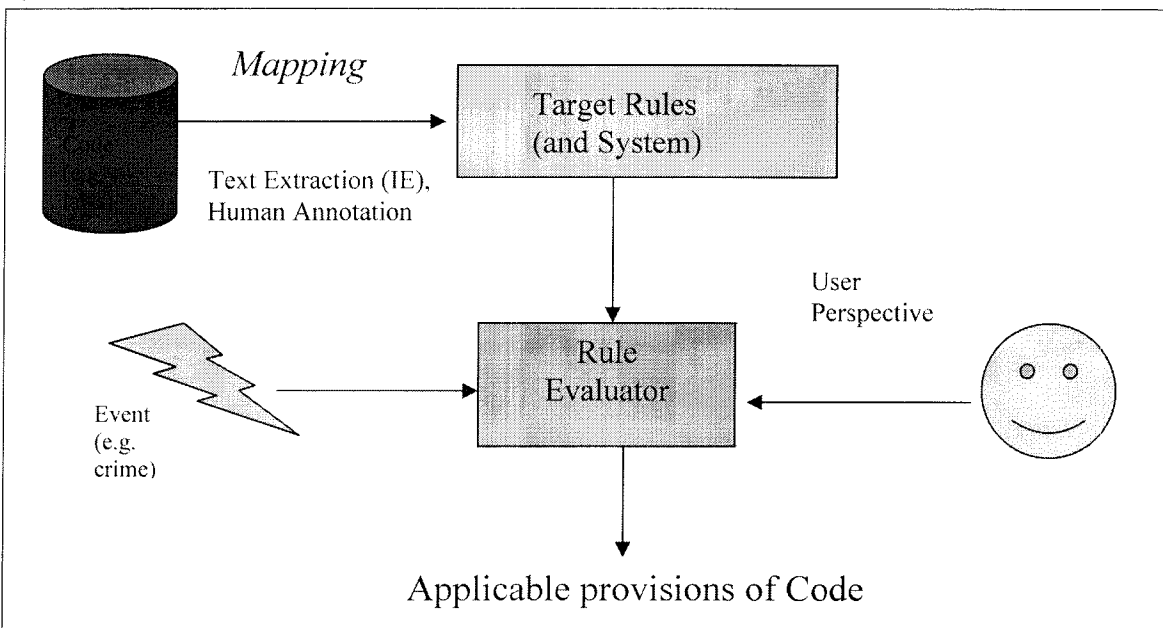 Mapping
Target Rules
(and System)
Code
Text Extraction (IE),
Human Annotation
User
Perspective
Rule
Evaluator
Event
(e.g.
crime)
Applicable provisions of Code